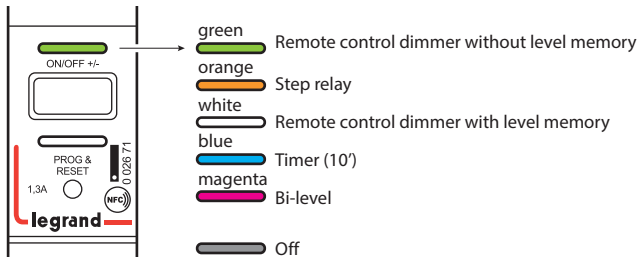 ON/OFF +/-
PROG &
RESET
0 026 71
1,3A
NFC
legrand
green
Remote control dimmer without level memory
orange
Step relay
white
Remote control dimmer with level memory
blue
Timer (10')
magenta
Bi-level
Off